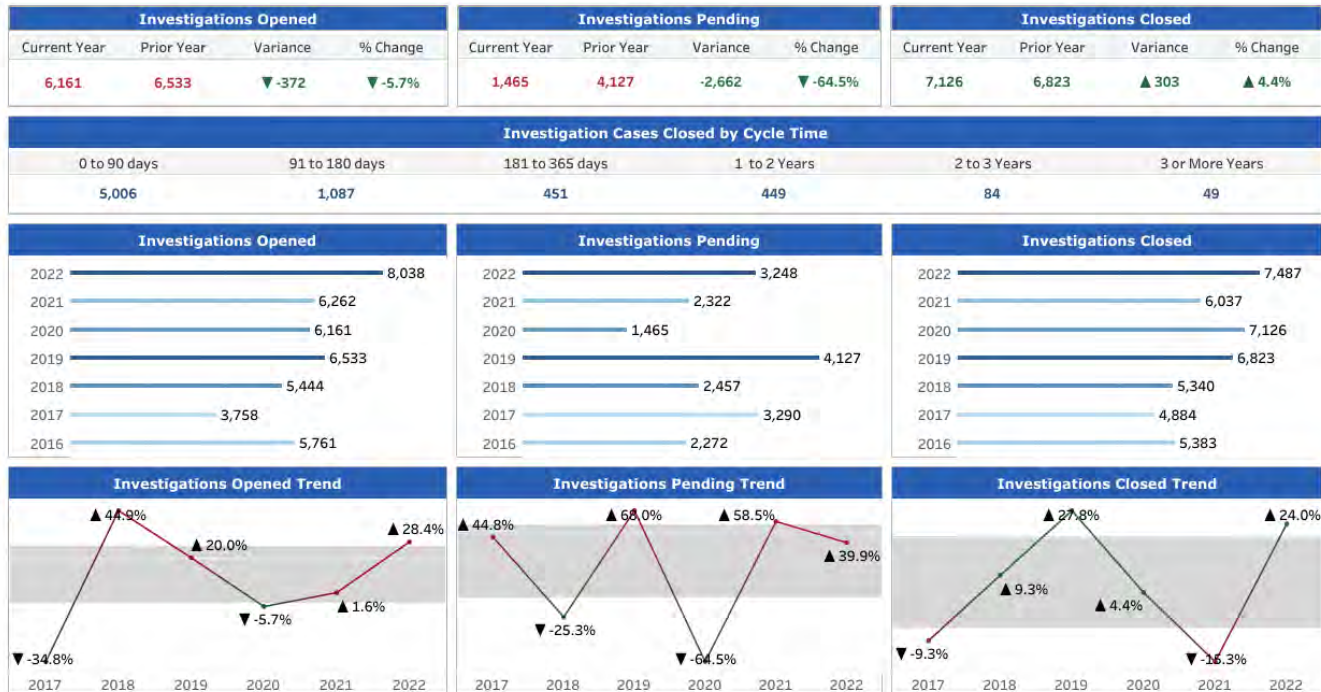 Investigations Opened
Current Year Prior Year Variance % Change
6,161 6,533 ▼ -372 ▼ -5.7%
Investigations Pending
Current Year Prior Year Variance % Change
1,465 4,127 -2,662 ▼ -64.5%
Investigations Closed
Current Year Prior Year Variance % Change
7,126 6,823 ▲ 303 ▲ 4.4%
Investigation Cases Closed by Cycle Time
0 to 90 days 91 to 180 days 181 to 365 days 1 to 2 Years 2 to 3 Years 3 or More Years
5,006 1,087 451 449 84 49
Investigations Opened
2022 8,038
2021 6,262
2020 6,161
2019 6,533
2018 5,444
2017 3,758
2016 5,761
Investigations Pending
2022 3,248
2021 2,322
2020 1,465
2019 4,127
2018 2,457
2017 3,290
2016 2,272
Investigations Closed
2022 7,487
2021 6,037
2020 7,126
2019 6,823
2018 5,340
2017 4,884
2016 5,383
Investigations Opened Trend
▲ 44.9%
▲ 28.4%
▲ 20.0%
▲ 1.6%
▼ -5.7%
▼ -34.8%
2017 2018 2019 2020 2021 2022
Investigations Pending Trend
▲ 68.0%
▲ 58.5%
▲ 44.8%
▲ 39.9%
▼ -25.3%
▼ -64.5%
2017 2018 2019 2020 2021 2022
Investigations Closed Trend
▲ 27.8%
▲ 24.0%
▲ 9.3%
▲ 4.4%
▼ -9.3%
▼ -15.3%
2017 2018 2019 2020 2021 2022